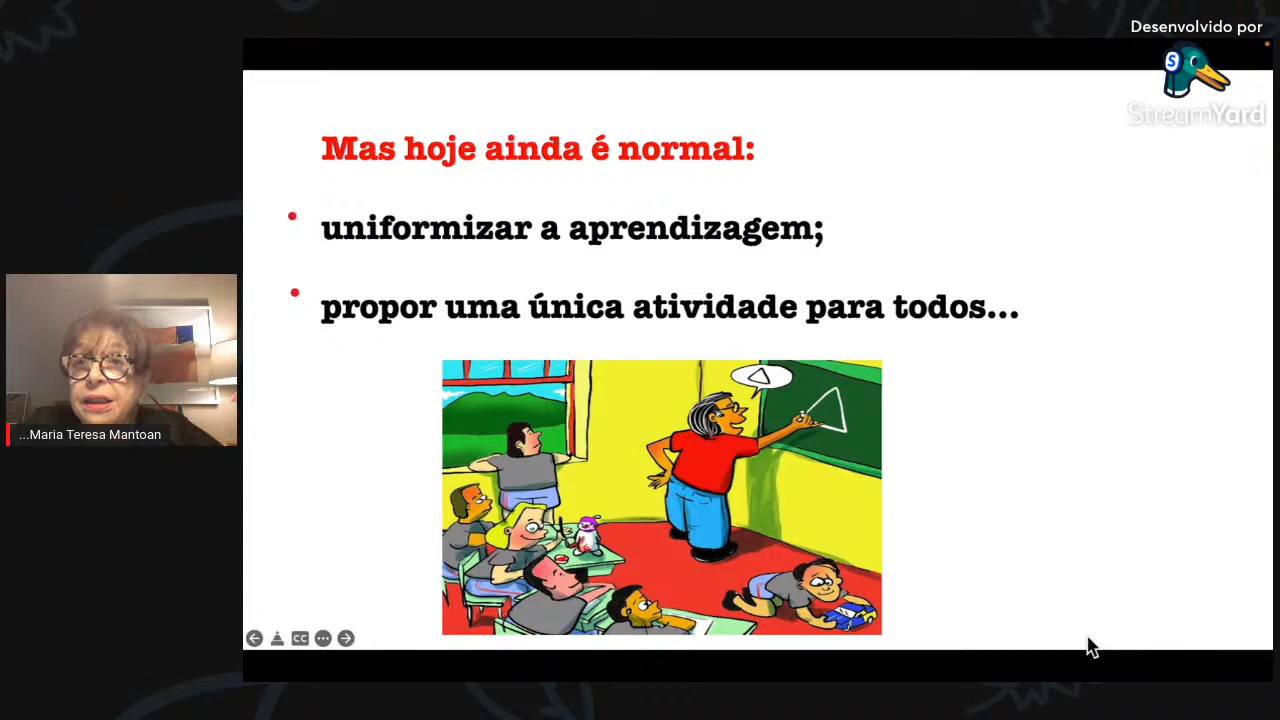 Desenvolvido por
S
StreamYard
Mas hoje ainda é normal:
• uniformizar a aprendizagem;
• propor uma única atividade para todos...
...Maria Teresa Mantoan
CC